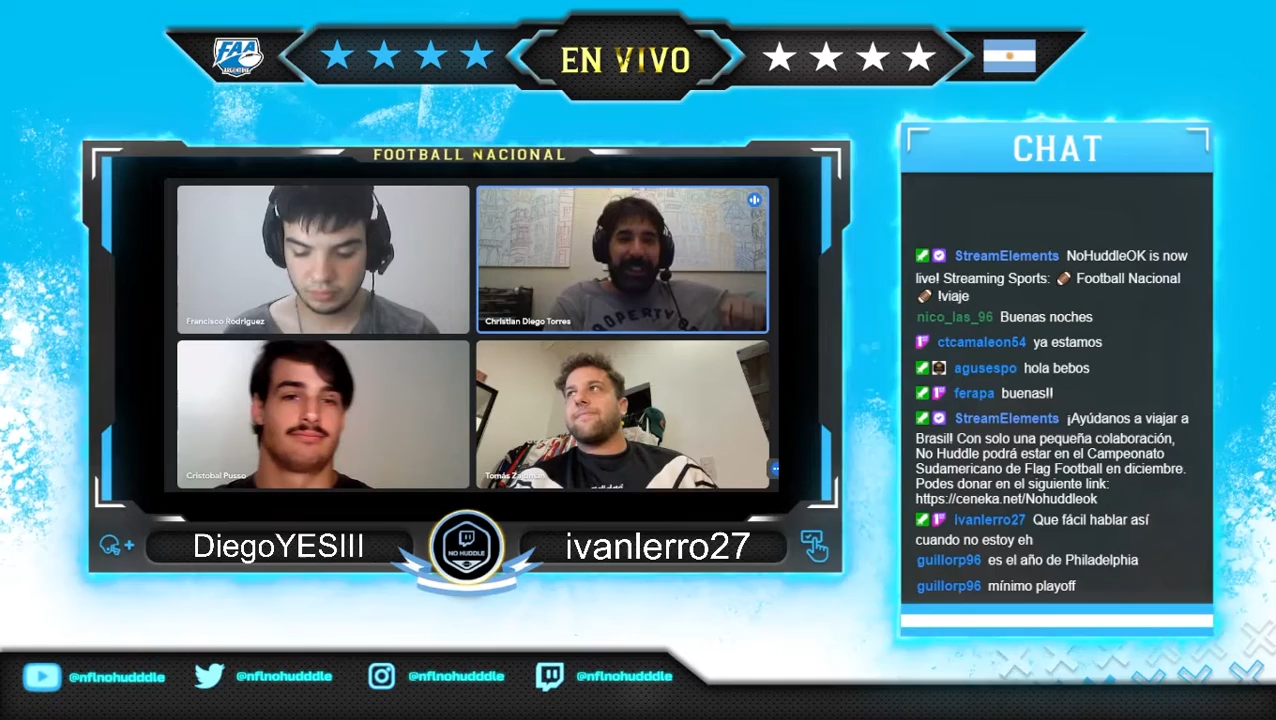 FAA
ARGENTINA
EN VIVO
FOOTBALL NACIONAL
Francisco Rodriguez
Christian Diego Torres
PROPERTY OF
Cristobal Pusso
Tomás
DiegoYESIII
NO HUDDLE
ivanlerro27
CHAT
StreamElements NoHuddleOK is now
live! Streaming Sports: 🏈 Football Nacional
🏈 !viaje
nico_las_96 Buenas noches
ctcamaleon54 ya estamos
agusespo hola bebos
ferapa buenas!!
StreamElements ¡Ayúdanos a viajar a
Brasil! Con solo una pequeña colaboración,
No Huddle podrá estar en el Campeonato
Sudamericano de Flag Football en diciembre.
Podes donar en el siguiente link:
https://ceneka.net/Nohuddleok
ivanlerro27 Que fácil hablar así
cuando no estoy eh
guillorp96 es el año de Philadelphia
guillorp96 mínimo playoff
@nflnohudddle
@nflnohudddle
@nflnohudddle
@nflnohudddle